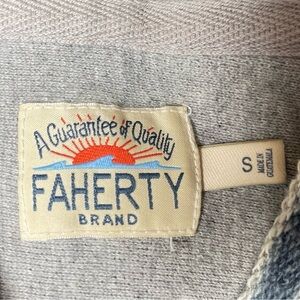 A Guarantee of Quality
FAHERTY
BRAND
S
MADE IN
GUATEMALA